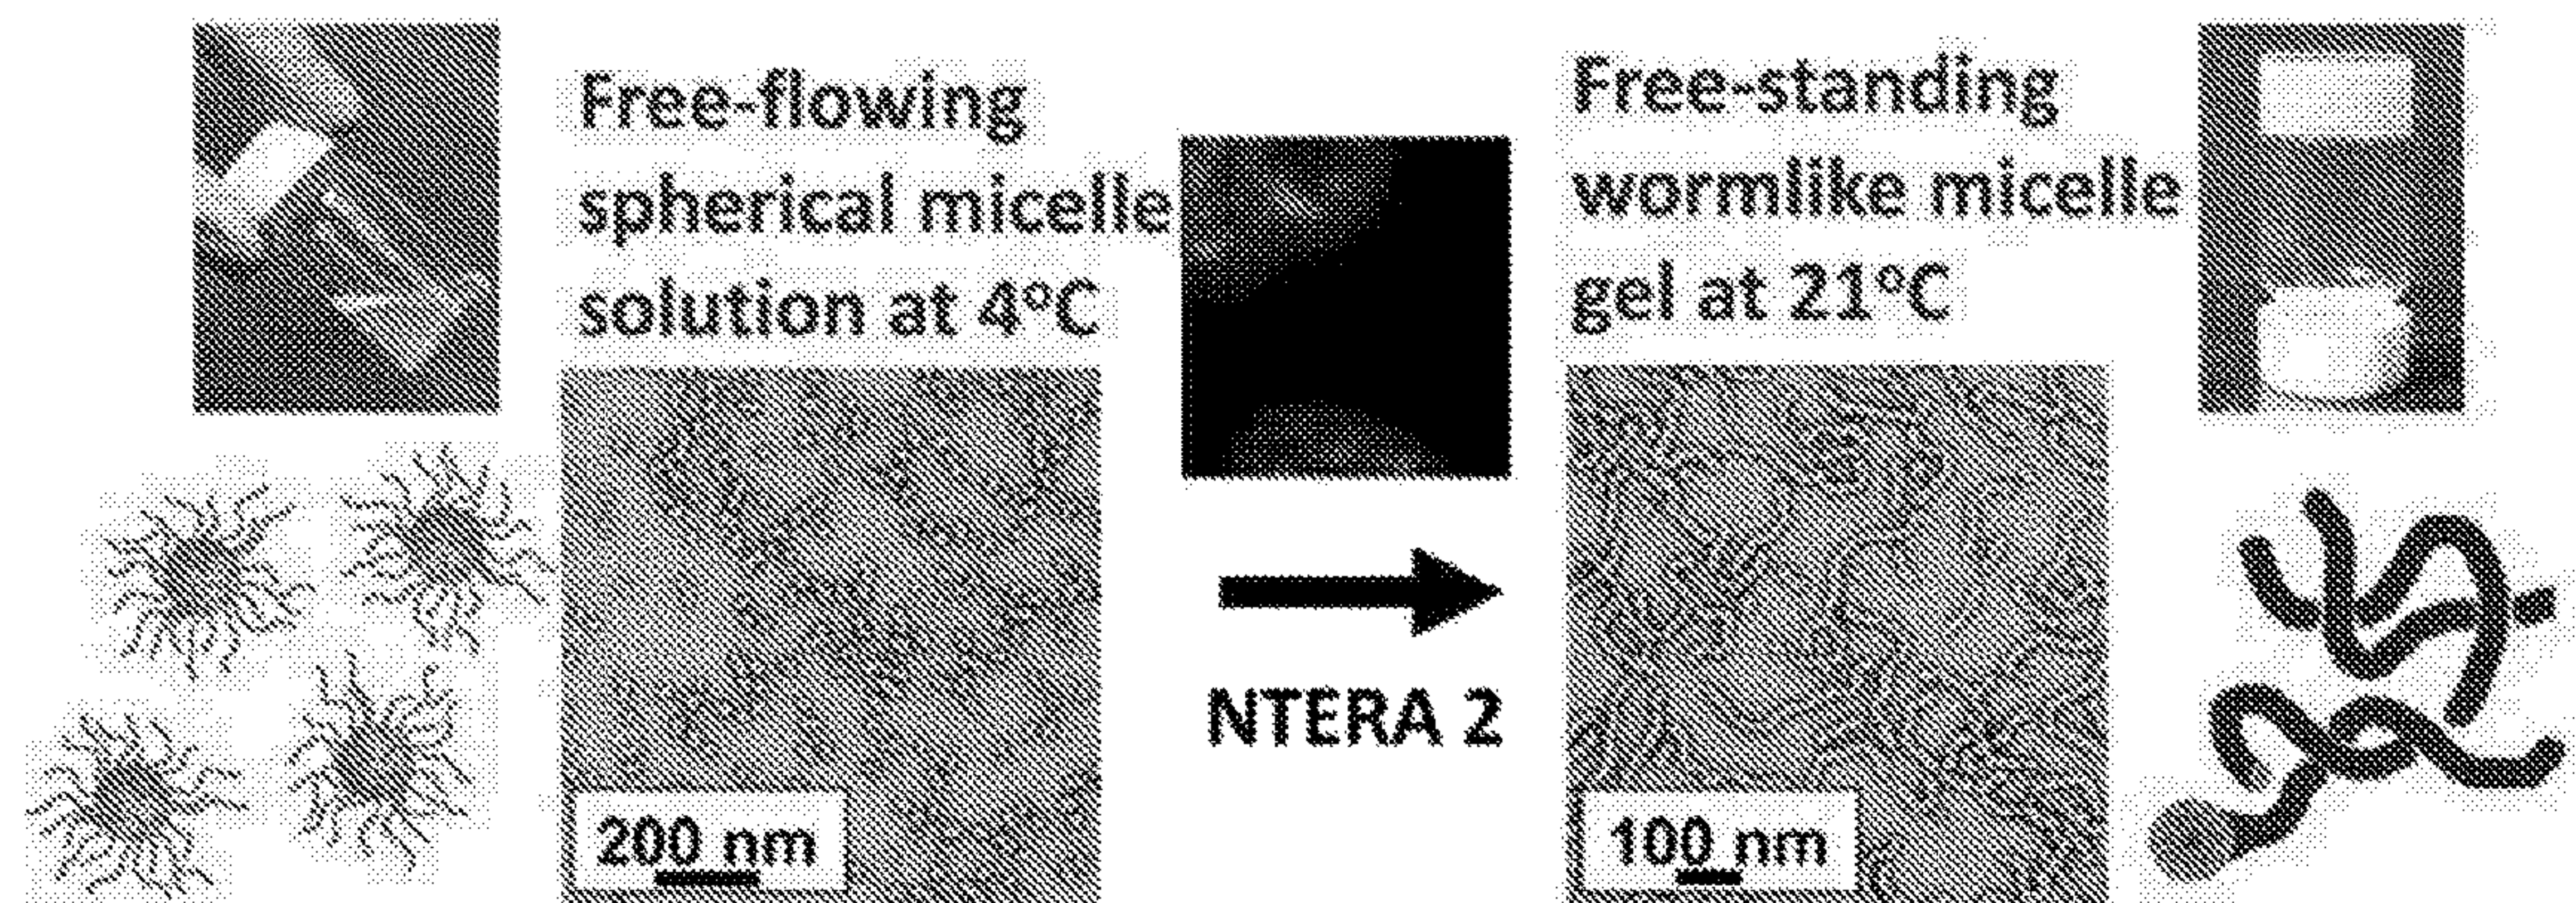 Free-flowing
spherical micelle
solution at 4°C
200 nm
NTERA 2
Free-standing
wormlike micelle
gel at 21°C
100 nm